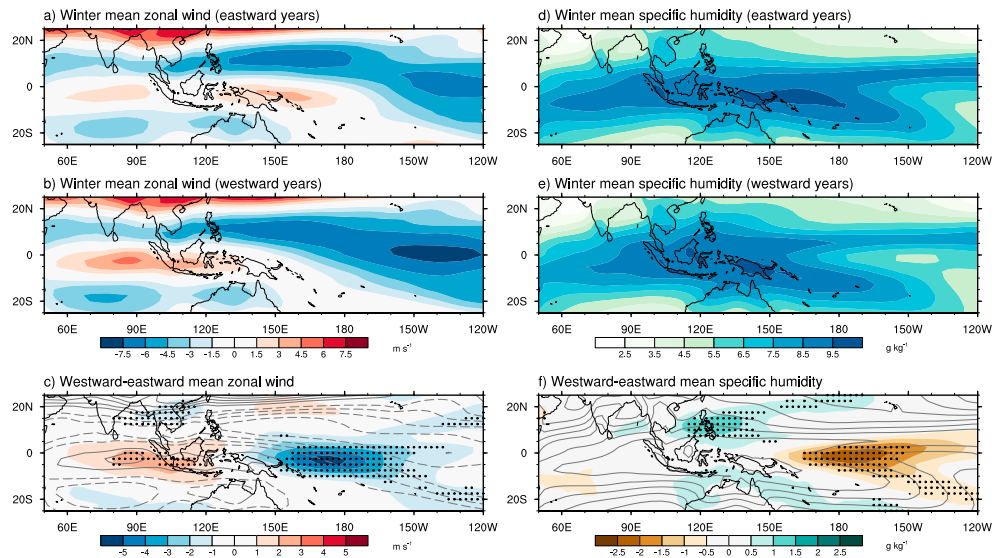 a) Winter mean zonal wind (eastward years)
20N
0
20S
60E 90E 120E 150E 180 150W 120W
b) Winter mean zonal wind (westward years)
20N
0
20S
60E 90E 120E 150E 180 150W 120W
-7.5 -6 -4.5 -3 -1.5 0 1.5 3 4.5 6 7.5 m s⁻¹
c) Westward-eastward mean zonal wind
20N
0
20S
60E 90E 120E 150E 180 150W 120W
-5 -4 -3 -2 -1 0 1 2 3 4 5 m s⁻¹
d) Winter mean specific humidity (eastward years)
20N
0
20S
60E 90E 120E 150E 180 150W 120W
e) Winter mean specific humidity (westward years)
20N
0
20S
60E 90E 120E 150E 180 150W 120W
2.5 3.5 4.5 5.5 6.5 7.5 8.5 9.5 g kg⁻¹
f) Westward-eastward mean specific humidity
20N
0
20S
60E 90E 120E 150E 180 150W 120W
-2.5 -2 -1.5 -1 -0.5 0.5 1 1.5 2 2.5 g kg⁻¹